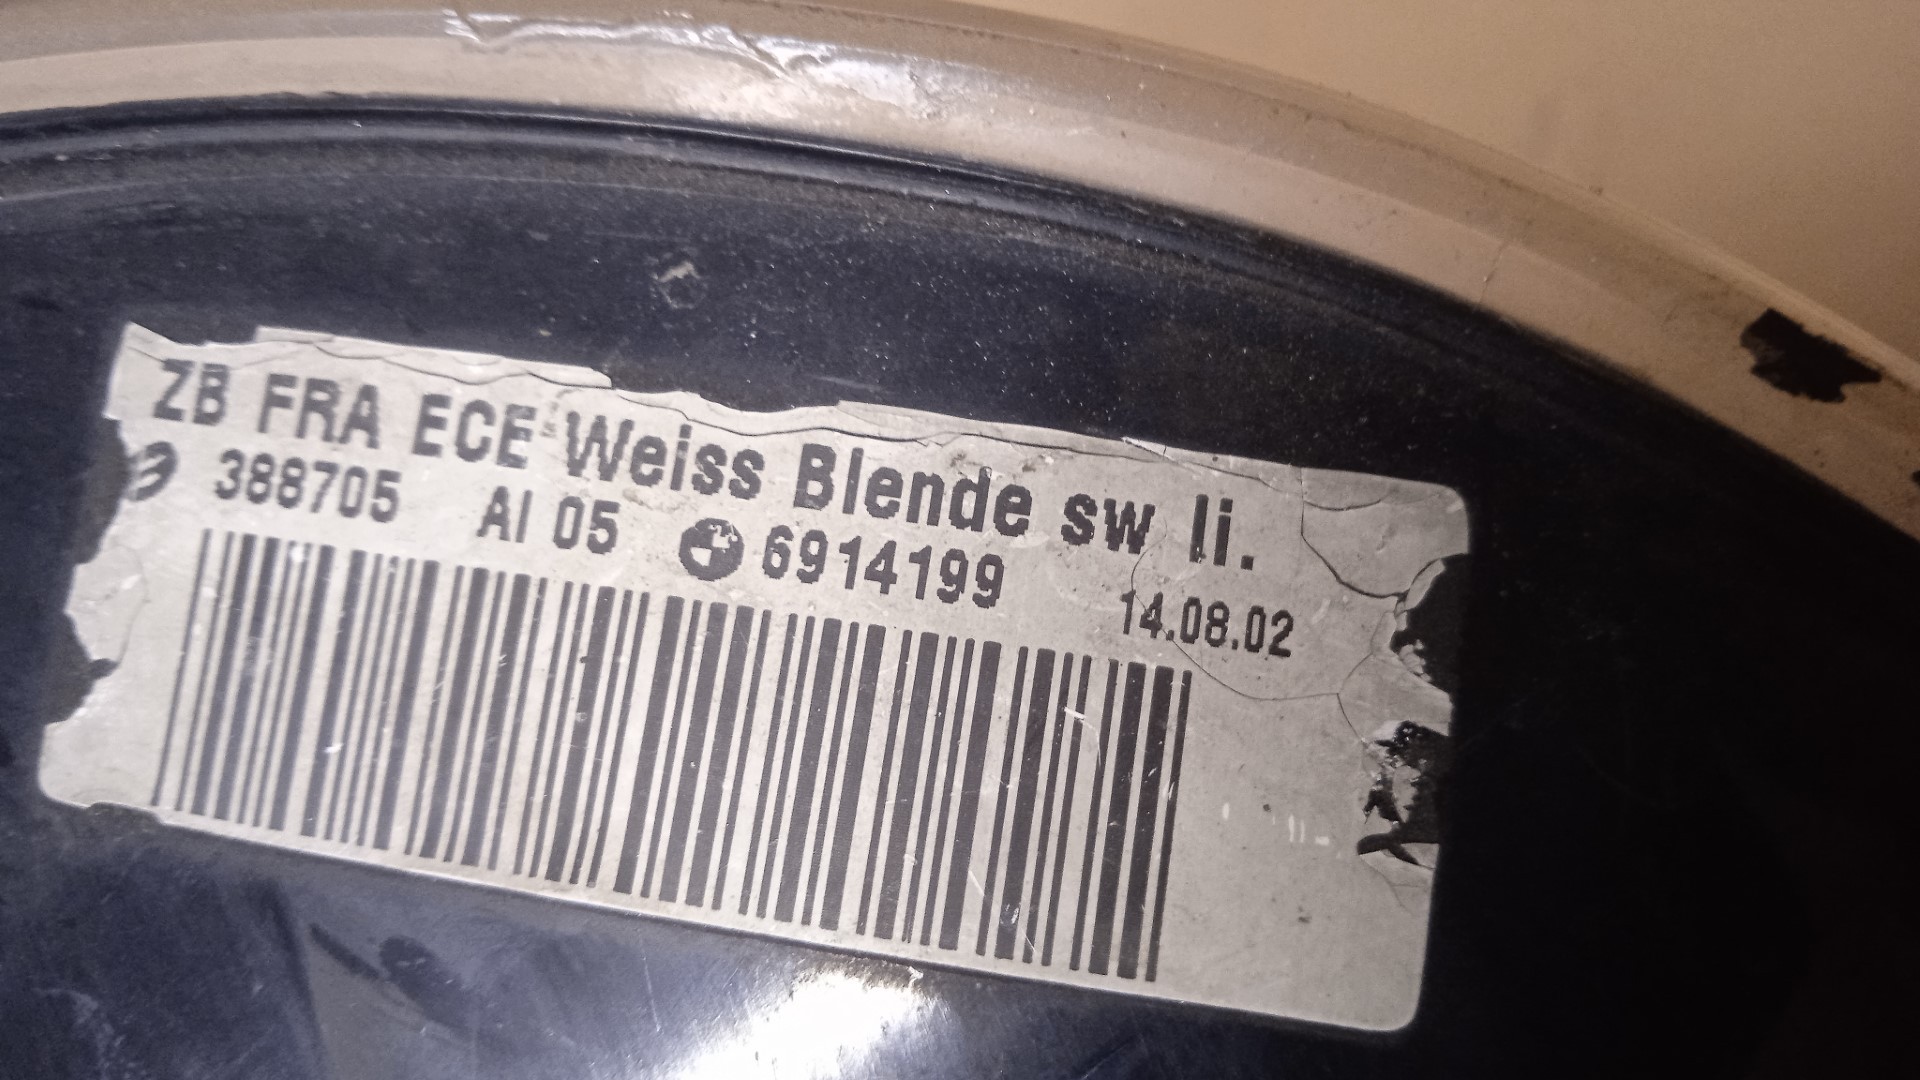 ZB FRA ECE Weiss Blende sw li.
388705 AI 05 6914199 14.08.02